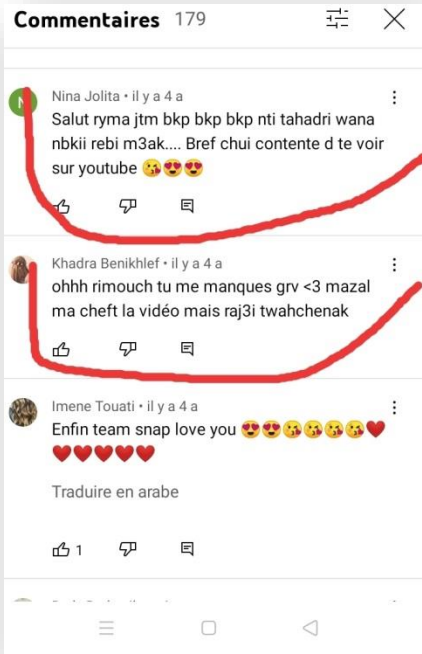 Commentaires 179
Nina Jolita • il y a 4 a
Salut ryma jtm bkp bkp bkp nti tahadri wana
nbkii rebi m3ak.... Bref chui contente d te voir
sur youtube 😘😍😍
Khadra Benikhlef • il y a 4 a
ohhh rimouch tu me manques grv <3 mazal
ma cheft la vidéo mais raj3i twahchenak
Imene Touati • il y a 4 a
Enfin team snap love you 😍😍😘😘😘😘❤️
❤️❤️❤️❤️❤️
Traduire en arabe
1